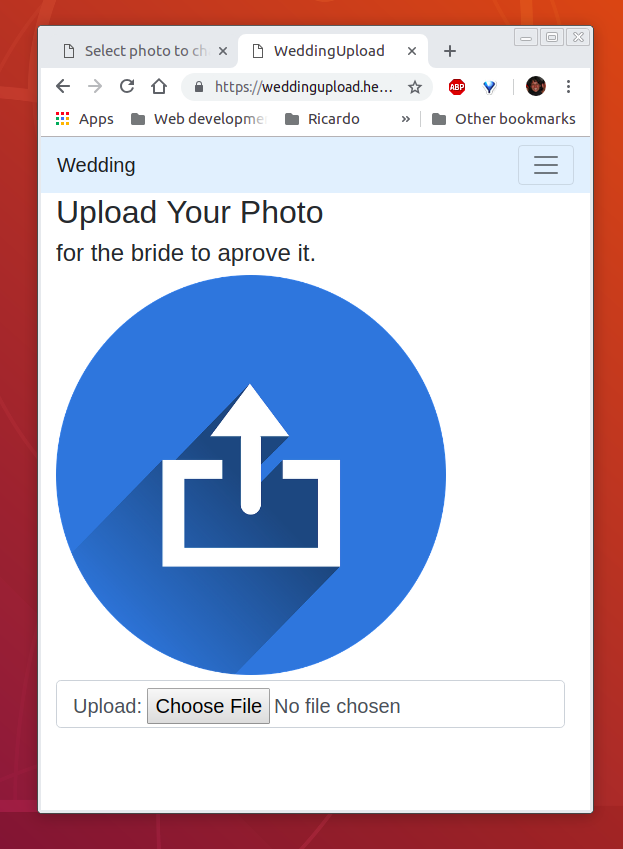 Select photo to ch
WeddingUpload
https://weddingupload.he...
ABP
Apps
Web developme
Ricardo
»
Other bookmarks
Wedding
Upload Your Photo
for the bride to aprove it.
Upload: Choose File No file chosen